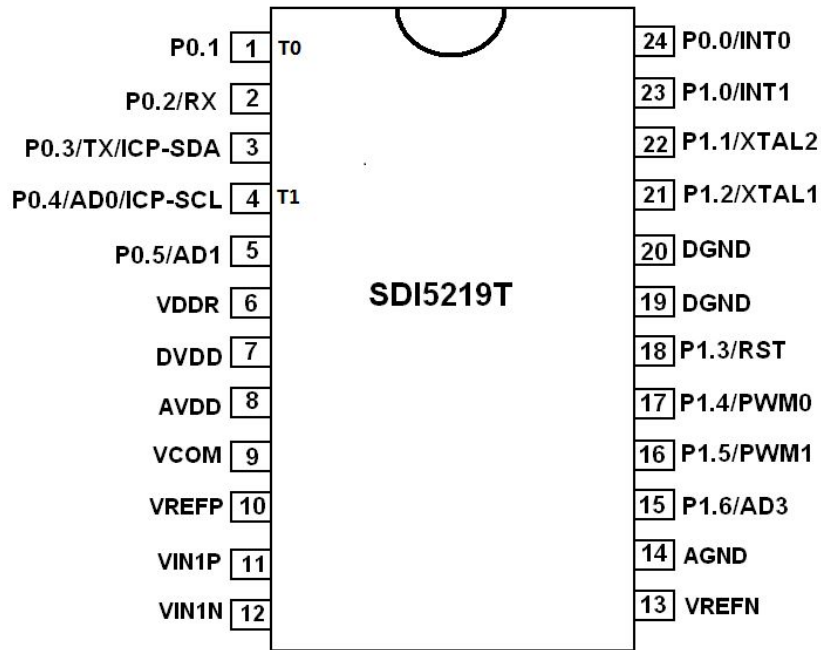 P0.1 1 T0 24 P0.0/INT0
P0.2/RX 2 23 P1.0/INT1
P0.3/TX/ICP-SDA 3 22 P1.1/XTAL2
P0.4/AD0/ICP-SCL 4 T1 21 P1.2/XTAL1
P0.5/AD1 5 20 DGND
VDDR 6 SDI5219T 19 DGND
DVDD 7 18 P1.3/RST
AVDD 8 17 P1.4/PWM0
VCOM 9 16 P1.5/PWM1
VREFP 10 15 P1.6/AD3
VIN1P 11 14 AGND
VIN1N 12 13 VREFN